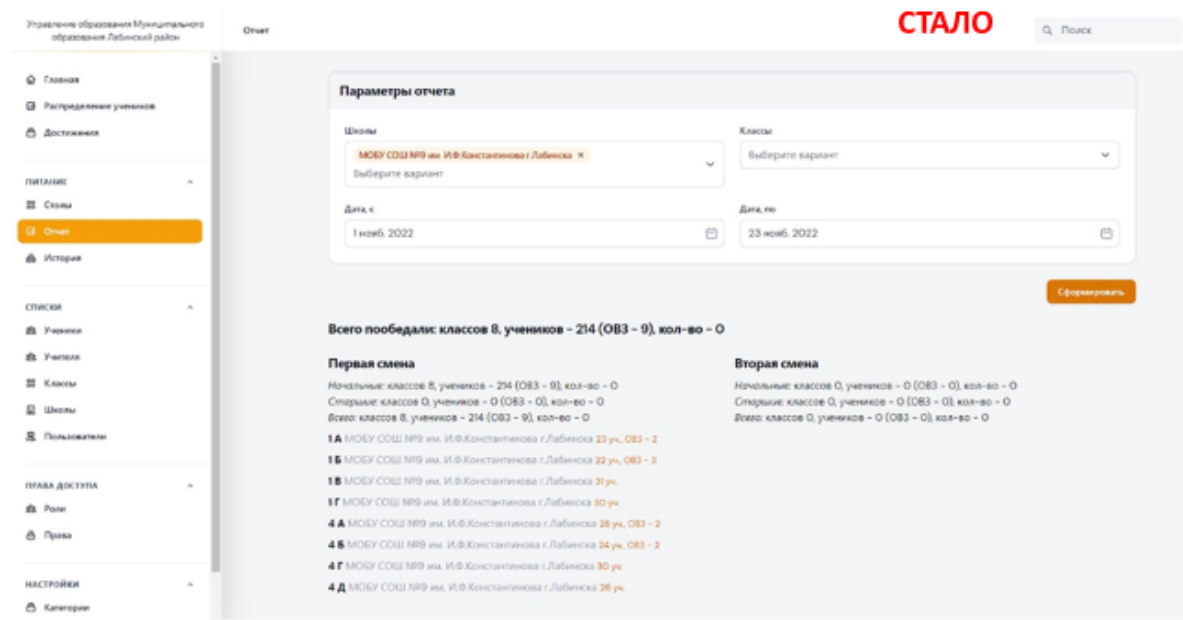 Управление образования Муниципального
образования Лабинский район
Отчет
СТАЛО
Поиск
Главная
Распределение учеников
Достижения
ПИТАНИЕ
Столы
Отчет
История
СПИСКИ
Ученики
Учителя
Классы
Школы
Пользователи
ПРАВА ДОСТУПА
Роли
Права
НАСТРОЙКИ
Категории
Параметры отчета
Школы
МОБУ СОШ №9 им. И.Ф.Константинова г.Лабинска ×
Выберите вариант
Классы
Выберите вариант
Дата, с
1 нояб. 2022
Дата, по
23 нояб. 2022
Сформировать
Всего пообедали: классов 8, учеников - 214 (ОВЗ - 9), кол-во - 0
Первая смена
Начальные: классов 8, учеников - 214 (ОВЗ - 9), кол-во - 0
Старшие: классов 0, учеников - 0 (ОВЗ - 0), кол-во - 0
Всего: классов 8, учеников - 214 (ОВЗ - 9), кол-во - 0
1 А МОБУ СОШ №9 им. И.Ф.Константинова г.Лабинска 23 уч., ОВЗ - 2
1 Б МОБУ СОШ №9 им. И.Ф.Константинова г.Лабинска 22 уч., ОВЗ - 3
1 В МОБУ СОШ №9 им. И.Ф.Константинова г.Лабинска 31 уч.
1 Г МОБУ СОШ №9 им. И.Ф.Константинова г.Лабинска 30 уч.
4 А МОБУ СОШ №9 им. И.Ф.Константинова г.Лабинска 28 уч., ОВЗ - 2
4 Б МОБУ СОШ №9 им. И.Ф.Константинова г.Лабинска 24 уч., ОВЗ - 2
4 Г МОБУ СОШ №9 им. И.Ф.Константинова г.Лабинска 30 уч.
4 Д МОБУ СОШ №9 им. И.Ф.Константинова г.Лабинска 26 уч.
Вторая смена
Начальные: классов 0, учеников - 0 (ОВЗ - 0), кол-во - 0
Старшие: классов 0, учеников - 0 (ОВЗ - 0), кол-во - 0
Всего: классов 0, учеников - 0 (ОВЗ - 0), кол-во - 0